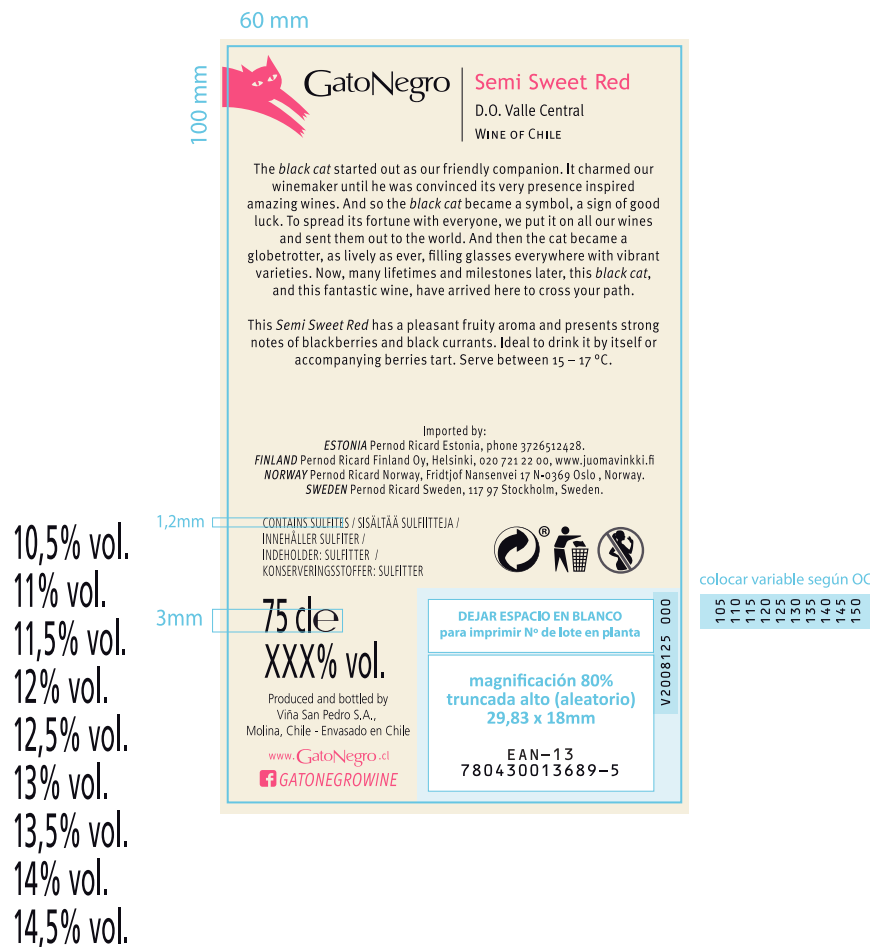 60 mm
100 mm
GatoNegro
Semi Sweet Red
D.O. Valle Central
WINE OF CHILE
The black cat started out as our friendly companion. It charmed our
winemaker until he was convinced its very presence inspired
amazing wines. And so the black cat became a symbol, a sign of good
luck. To spread its fortune with everyone, we put it on all our wines
and sent them out to the world. And then the cat became a
globetrotter, as lively as ever, filling glasses everywhere with vibrant
varieties. Now, many lifetimes and milestones later, this black cat,
and this fantastic wine, have arrived here to cross your path.
This Semi Sweet Red has a pleasant fruity aroma and presents strong
notes of blackberries and black currants. Ideal to drink it by itself or
accompanying berries tart. Serve between 15 – 17 ºC.
Imported by:
ESTONIA Pernod Ricard Estonia, phone 3726512428.
FINLAND Pernod Ricard Finland Oy, Helsinki, 020 721 22 00, www.juomavinkki.fi
NORWAY Pernod Ricard Norway, Fridtjof Nansenvei 17 N-0369 Oslo , Norway.
SWEDEN Pernod Ricard Sweden, 117 97 Stockholm, Sweden.
1,2mm
CONTAINS SULFITES / SISÄLTÄÄ SULFIITTEJA /
INNEHÅLLER SULFITER /
INDEHOLDER: SULFITTER /
KONSERVERINGSSTOFFER: SULFITTER
®
3mm
75 cl e
XXX% vol.
Produced and bottled by
Viña San Pedro S.A.,
Molina, Chile - Envasado en Chile
www.GatoNegro.cl
f GATONEGROWINE
DEJAR ESPACIO EN BLANCO
para imprimir Nº de lote en planta
magnificación 80%
truncada alto (aleatorio)
29,83 x 18mm
EAN-13
780430013689-5
V2008125 000
colocar variable según OC
105
110
115
120
125
130
135
140
145
150
10,5% vol.
11% vol.
11,5% vol.
12% vol.
12,5% vol.
13% vol.
13,5% vol.
14% vol.
14,5% vol.